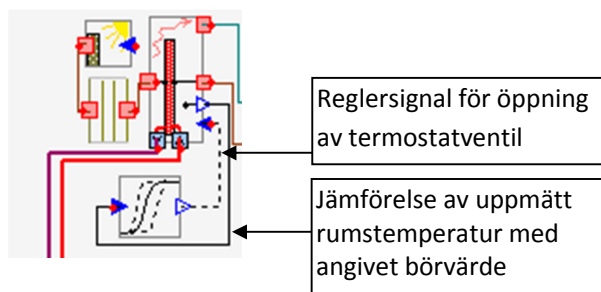 Reglersignal för öppning
av termostatventil
Jämförelse av uppmätt
rumstemperatur med
angivet börvärde